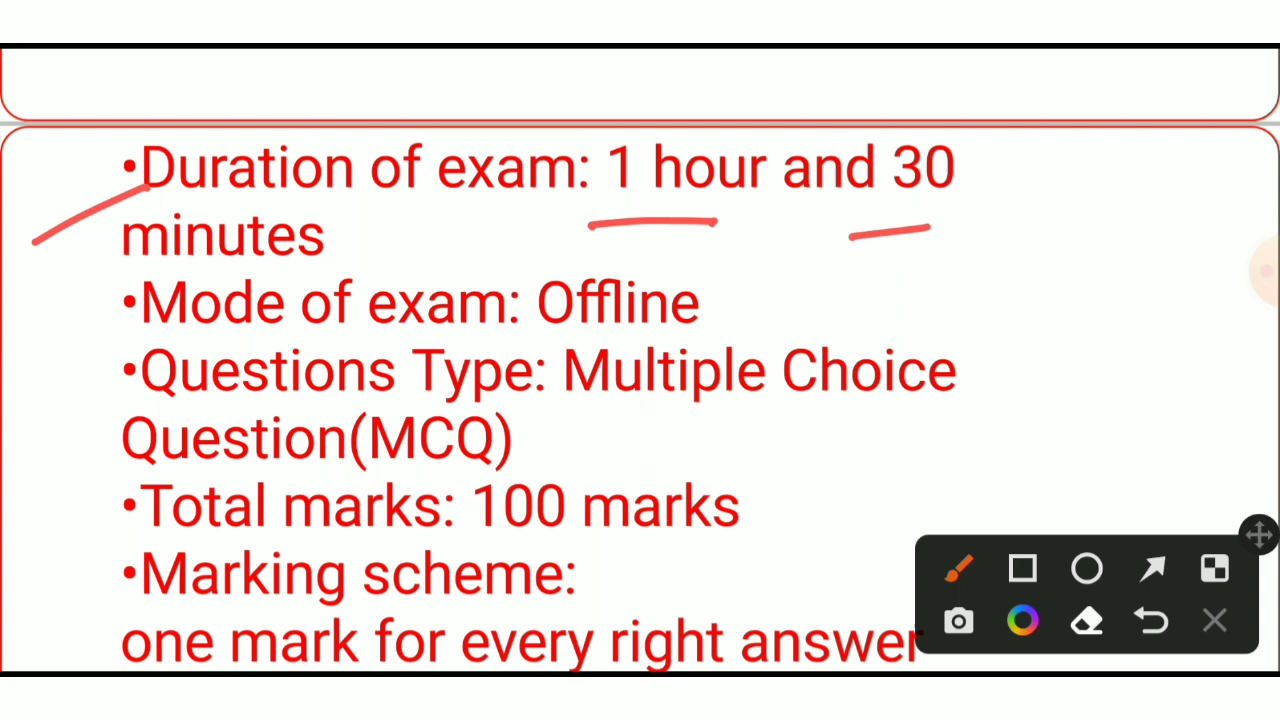 •Duration of exam: 1 hour and 30
minutes
•Mode of exam: Offline
•Questions Type: Multiple Choice
Question(MCQ)
•Total marks: 100 marks
•Marking scheme:
one mark for every right answer